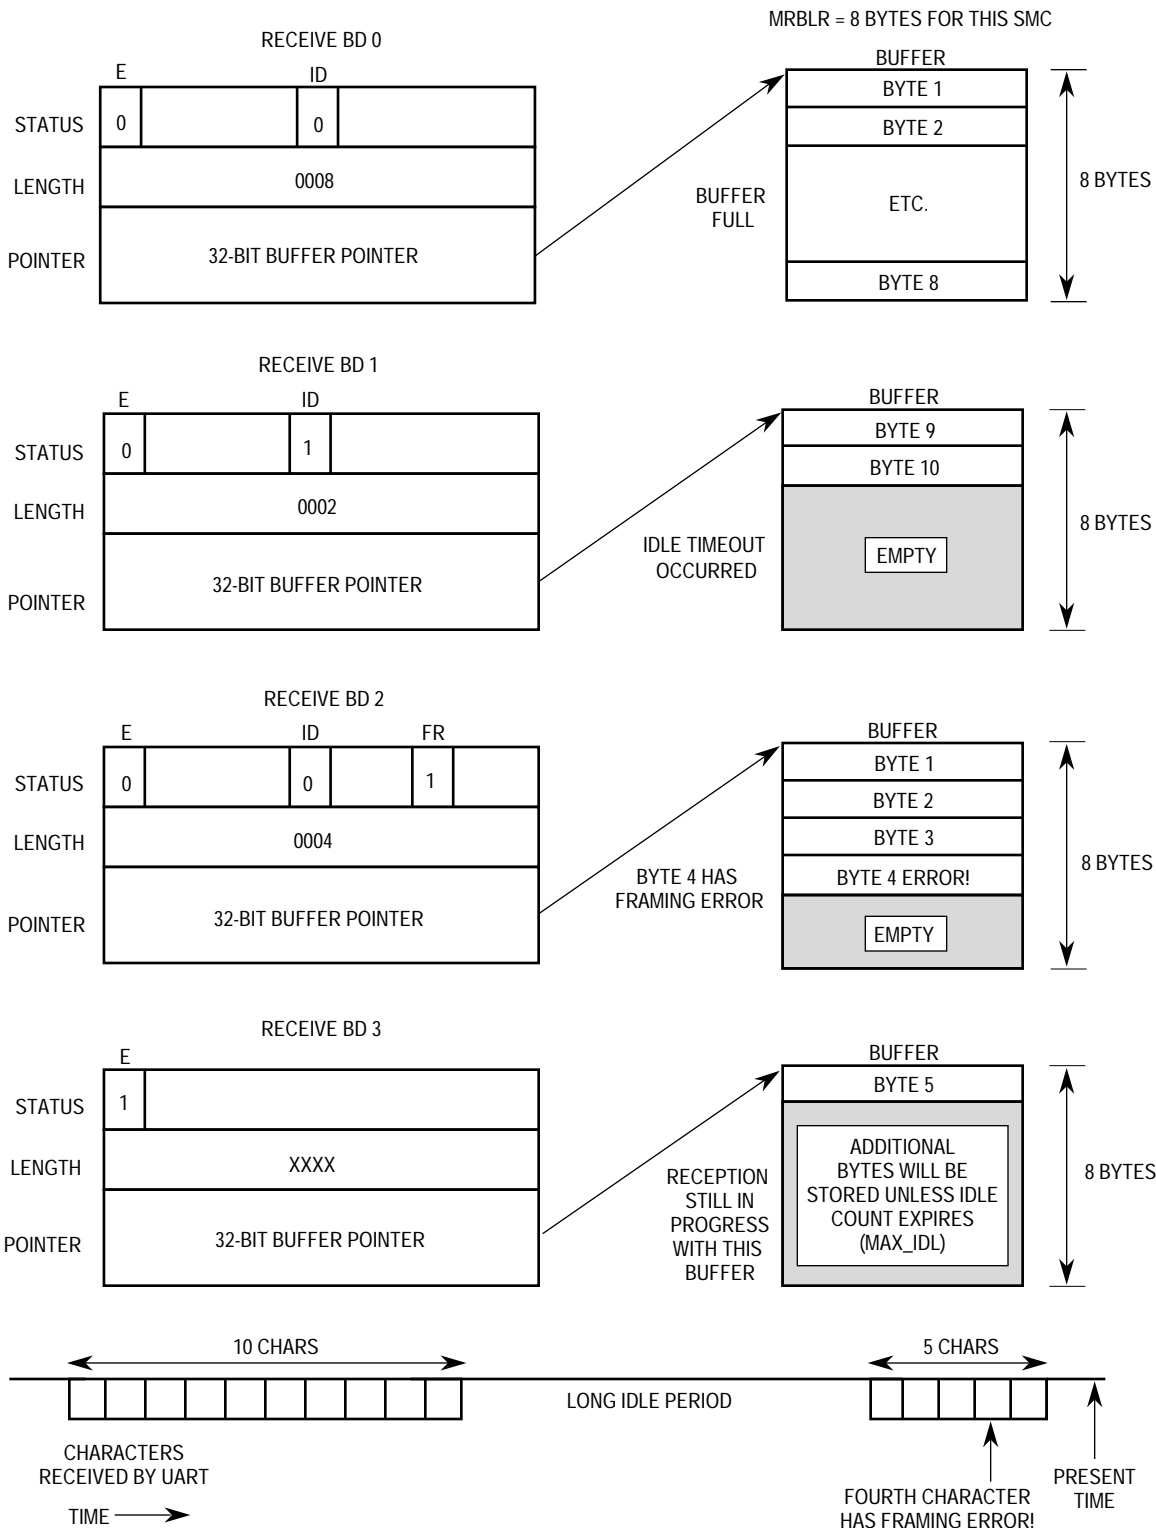 MRBLR = 8 BYTES FOR THIS SMC
RECEIVE BD 0
E
ID
STATUS
0
0
LENGTH
0008
POINTER
32-BIT BUFFER POINTER
BUFFER
BYTE 1
BYTE 2
ETC.
BYTE 8
BUFFER
FULL
8 BYTES
RECEIVE BD 1
E
ID
STATUS
0
1
LENGTH
0002
POINTER
32-BIT BUFFER POINTER
BUFFER
BYTE 9
BYTE 10
EMPTY
IDLE TIMEOUT
OCCURRED
8 BYTES
RECEIVE BD 2
E
ID
FR
STATUS
0
0
1
LENGTH
0004
POINTER
32-BIT BUFFER POINTER
BUFFER
BYTE 1
BYTE 2
BYTE 3
BYTE 4 ERROR!
EMPTY
BYTE 4 HAS
FRAMING ERROR
8 BYTES
RECEIVE BD 3
E
STATUS
1
LENGTH
XXXX
POINTER
32-BIT BUFFER POINTER
BUFFER
BYTE 5
ADDITIONAL
BYTES WILL BE
STORED UNLESS IDLE
COUNT EXPIRES
(MAX_IDL)
RECEPTION
STILL IN
PROGRESS
WITH THIS
BUFFER
8 BYTES
10 CHARS
5 CHARS
LONG IDLE PERIOD
CHARACTERS
RECEIVED BY UART
TIME
FOURTH CHARACTER
HAS FRAMING ERROR!
PRESENT
TIME